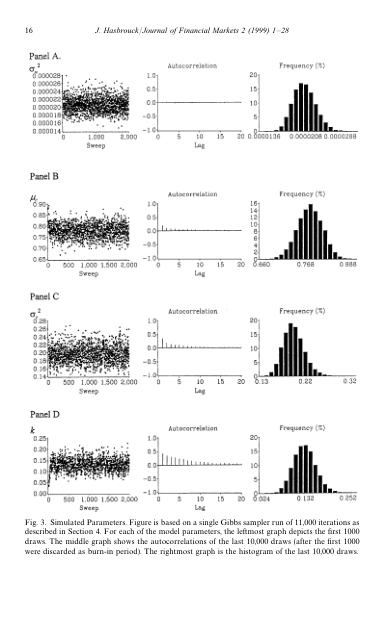 16
J. Hasbrouck/Journal of Financial Markets 2 (1999) 1–28
Panel A.
Autocorrelation
Frequency (%)
0.000028
0.000026
0.000024
0.000022
0.000020
0.000018
0.000016
0.000014
0 1,000 2,000
Sweep
1.0
0.5
0.0
−0.5
−1.0
0 5 10 15 20
Lag
20
15
10
5
0
0.0000136 0.0000208 0.0000288
Panel B
Autocorrelation
Frequency (%)
0.90
0.85
0.80
0.75
0.70
0.65
0 500 1,000 1,500 2,000
Sweep
1.0
0.5
0.0
−0.5
−1.0
0 5 10 15 20
Lag
16
14
12
10
8
6
4
2
0
0.660 0.768 0.888
Panel C
Autocorrelation
Frequency (%)
0.28
0.26
0.24
0.22
0.20
0.18
0.16
0.14
0 500 1,000 1,500 2,000
Sweep
1.0
0.5
0.0
−0.5
−1.0
0 5 10 15 20
Lag
20
15
10
5
0.13 0.22 0.32
Panel D
k
Autocorrelation
Frequency (%)
0.25
0.20
0.15
0.10
0.05
0.00
0 500 1,000 1,500 2,000
Sweep
1.0
0.5
0.0
−0.5
−1.0
0 5 10 15 20
Lag
20
15
10
5
0
0.024 0.132 0.252
Fig. 3. Simulated Parameters. Figure is based on a single Gibbs sampler run of 11,000 iterations as
described in Section 4. For each of the model parameters, the leftmost graph depicts the first 1000
draws. The middle graph shows the autocorrelations of the last 10,000 draws (after the first 1000
were discarded as burn-in period). The rightmost graph is the histogram of the last 10,000 draws.